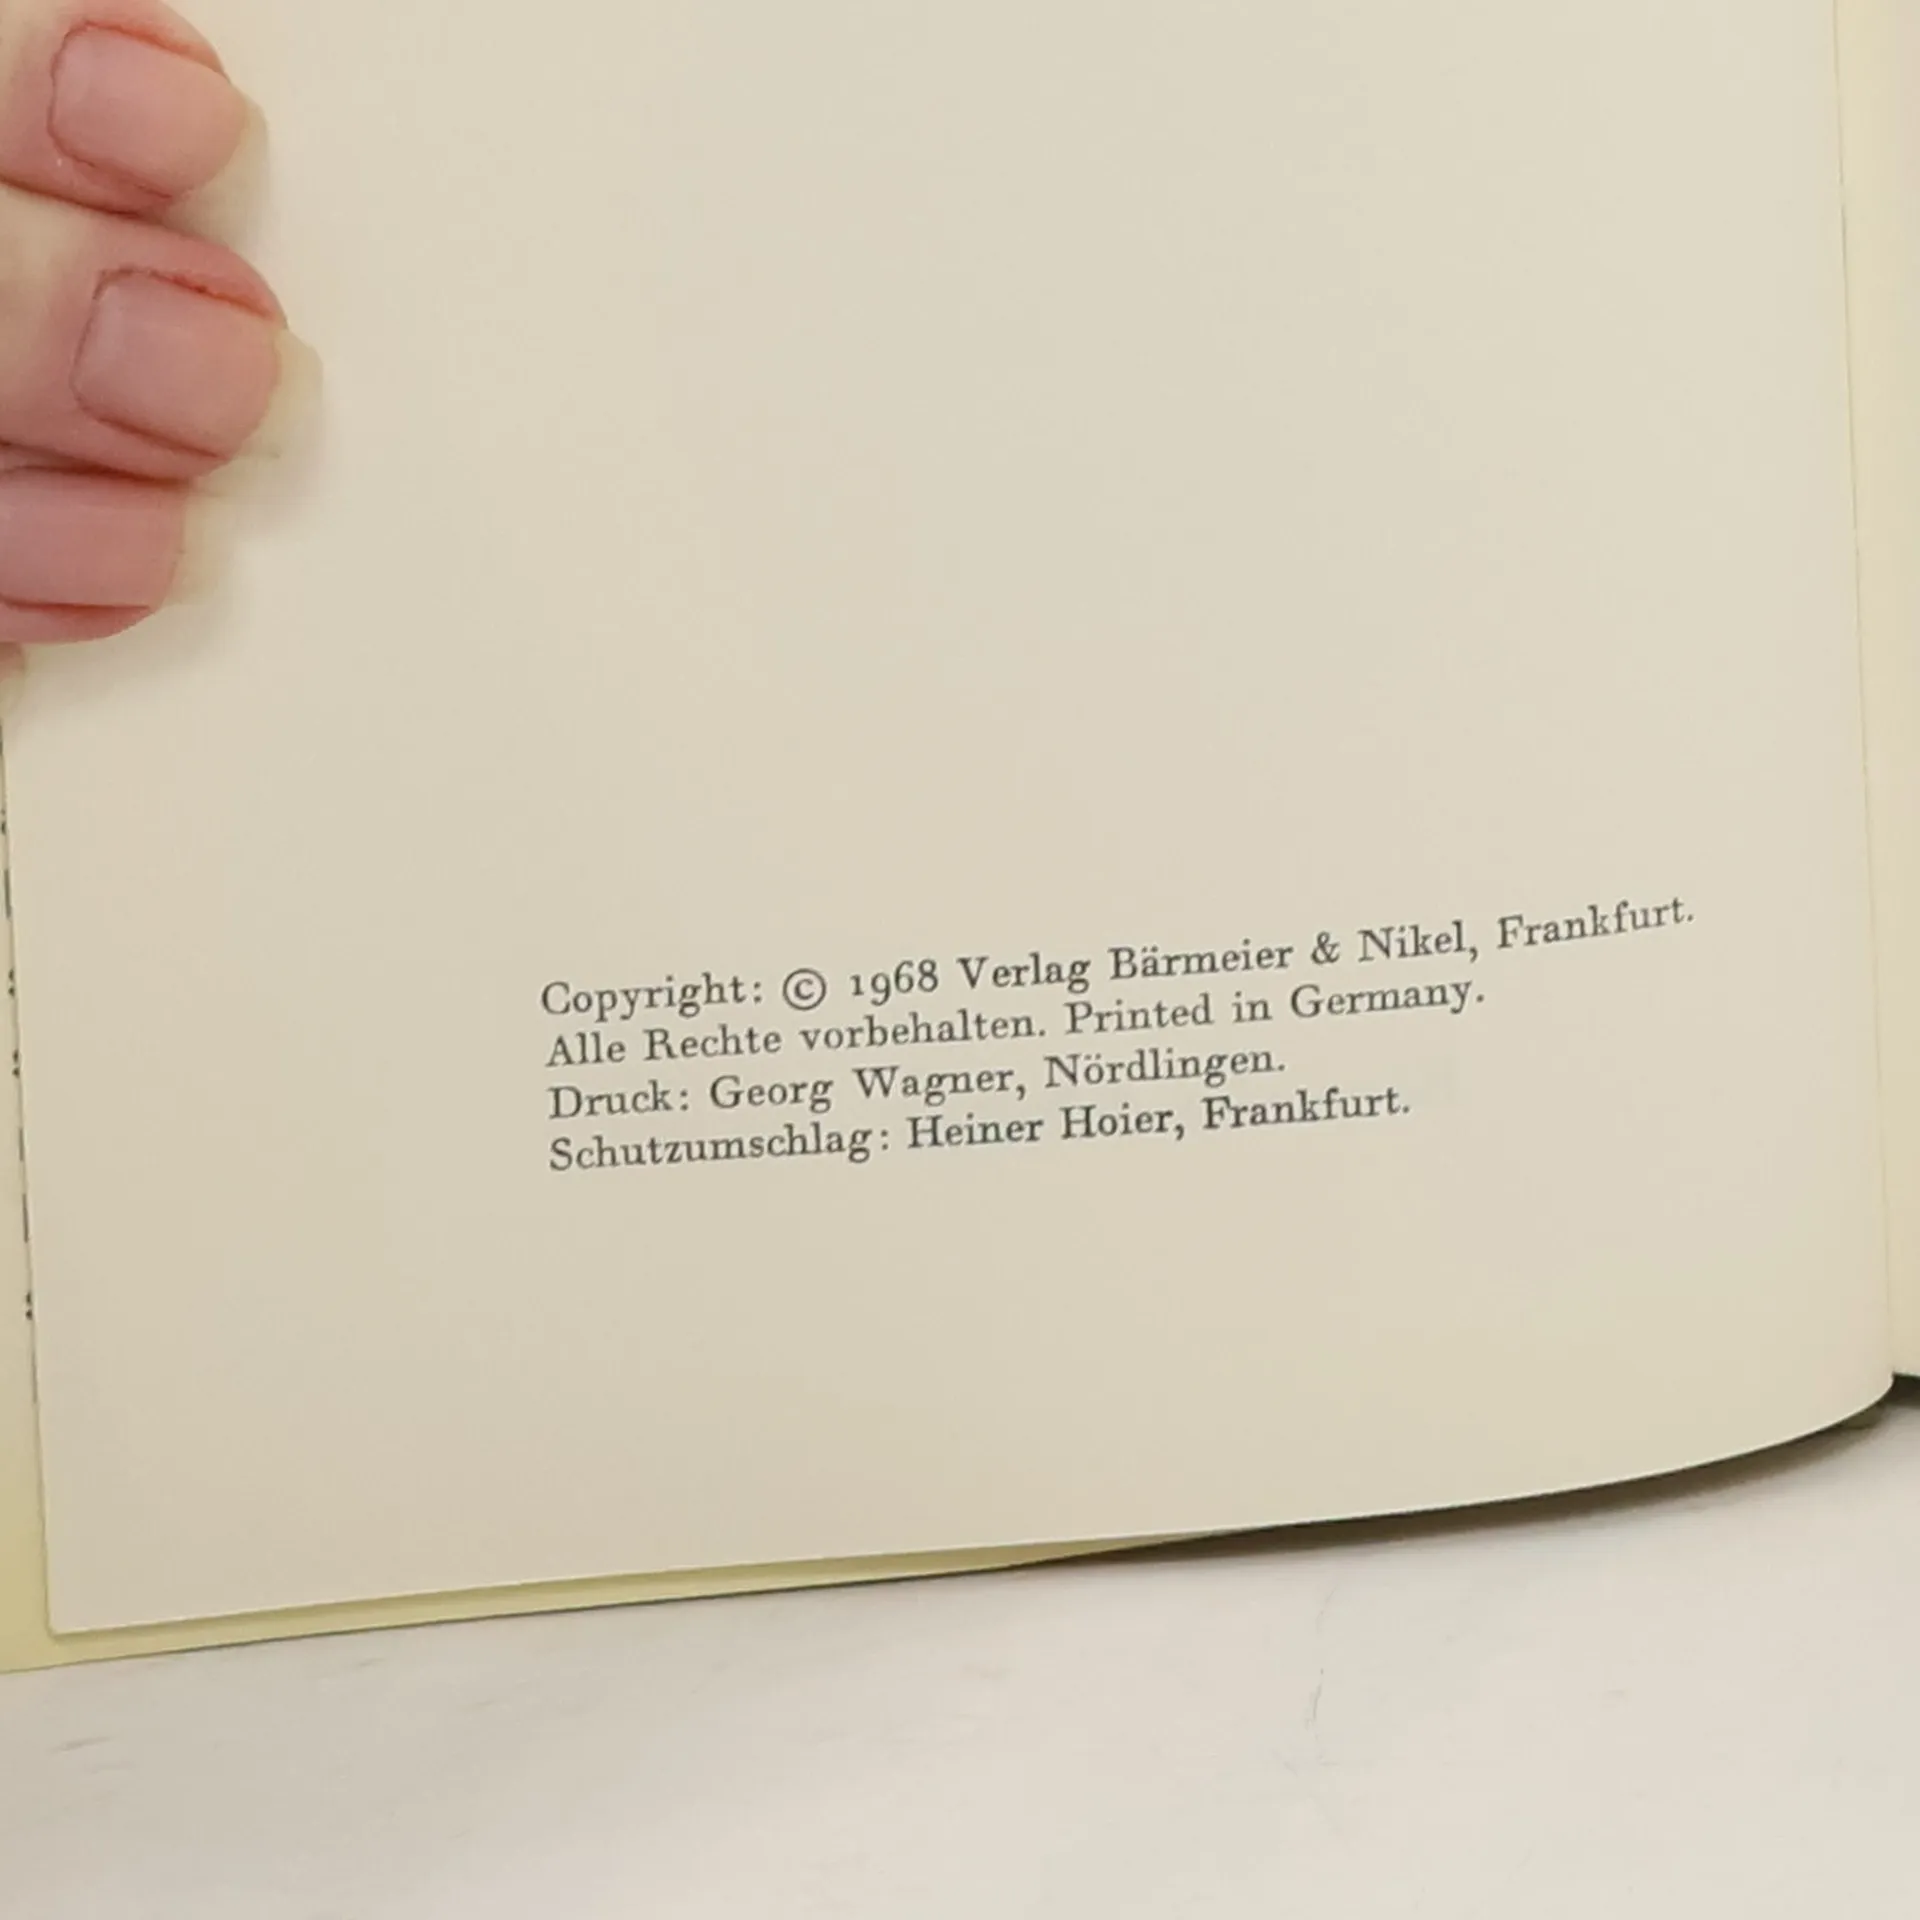 Copyright: © 1968 Verlag Bärmeier & Nikel, Frankfurt.
Alle Rechte vorbehalten. Printed in Germany.
Druck: Georg Wagner, Nördlingen.
Schutzumschlag: Heiner Hoier, Frankfurt.